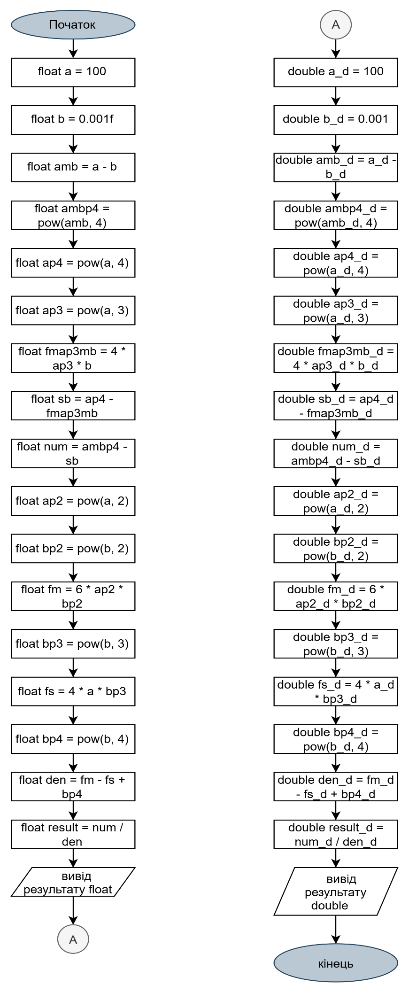 Початок
float a = 100
float b = 0.001f
float amb = a - b
float ambp4 =
pow(amb, 4)
float ap4 = pow(a, 4)
float ap3 = pow(a, 3)
float fmap3mb = 4 *
ap3 * b
float sb = ap4 -
fmap3mb
float num = ambp4 -
sb
float ap2 = pow(a, 2)
float bp2 = pow(b, 2)
float fm = 6 * ap2 *
bp2
float bp3 = pow(b, 3)
float fs = 4 * a * bp3
float bp4 = pow(b, 4)
float den = fm - fs +
bp4
float result = num /
den
вивід
результату float
A
A
double a_d = 100
double b_d = 0.001
double amb_d = a_d -
b_d
double ambp4_d =
pow(amb_d, 4)
double ap4_d =
pow(a_d, 4)
double ap3_d =
pow(a_d, 3)
double fmap3mb_d =
4 * ap3_d * b_d
double sb_d = ap4_d
- fmap3mb_d
double num_d =
ambp4_d - sb_d
double ap2_d =
pow(a_d, 2)
double bp2_d =
pow(b_d, 2)
double fm_d = 6 *
ap2_d * bp2_d
double bp3_d =
pow(b_d, 3)
double fs_d = 4 * a_d
* bp3_d
double bp4_d =
pow(b_d, 4)
double den_d = fm_d
- fs_d + bp4_d
double result_d =
num_d / den_d
вивід
результату
double
кінець